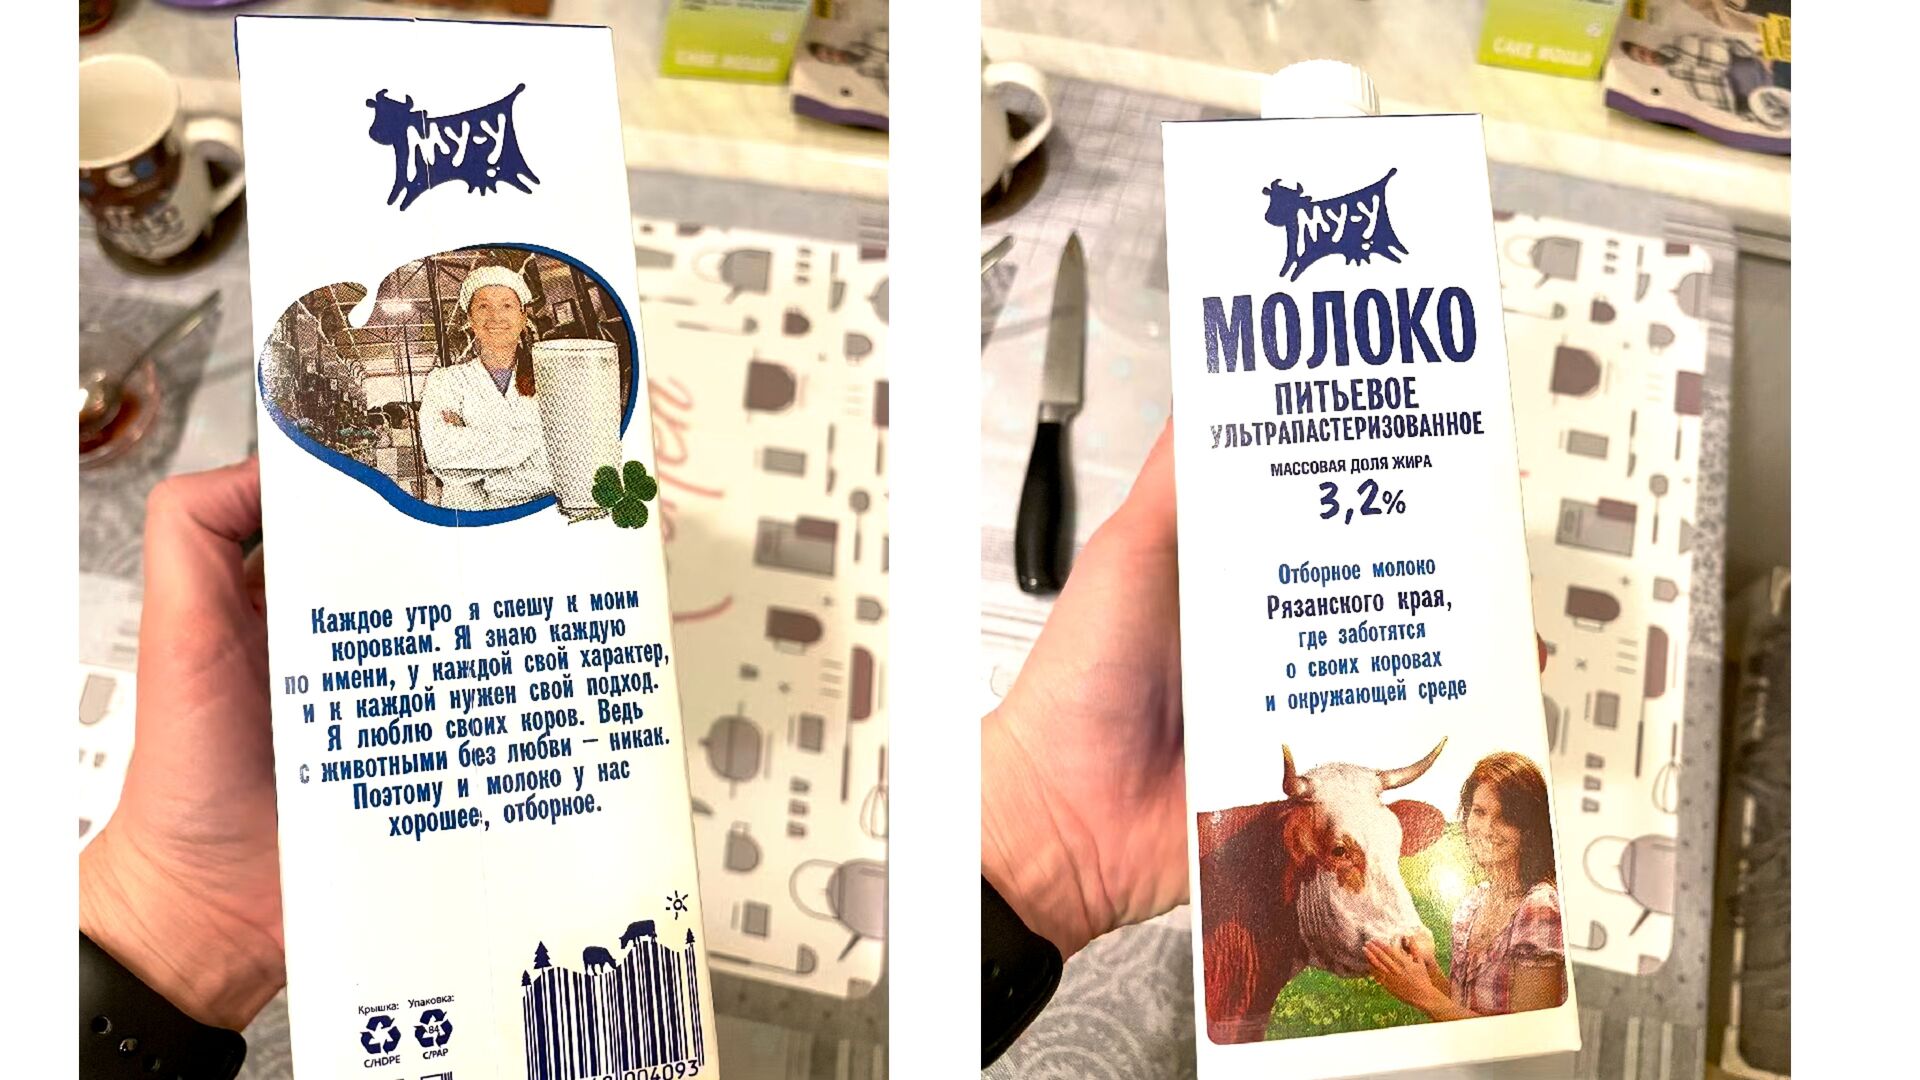 Му-у
Каждое утро я спешу к моим
коровкам. Я знаю каждую
по имени, у каждой свой характер,
и к каждой нужен свой подход.
Я люблю своих коров. Ведь
с животными без любви – никак.
Поэтому и молоко у нас
хорошее, отборное.
Крышка: Упаковка:
84
C/HDPE C/PAP
004093
Му-у
МОЛОКО
ПИТЬЕВОЕ
УЛЬТРАПАСТЕРИЗОВАННОЕ
МАССОВАЯ ДОЛЯ ЖИРА
3,2%
Отборное молоко
Рязанского края,
где заботятся
о своих коровах
и окружающей среде